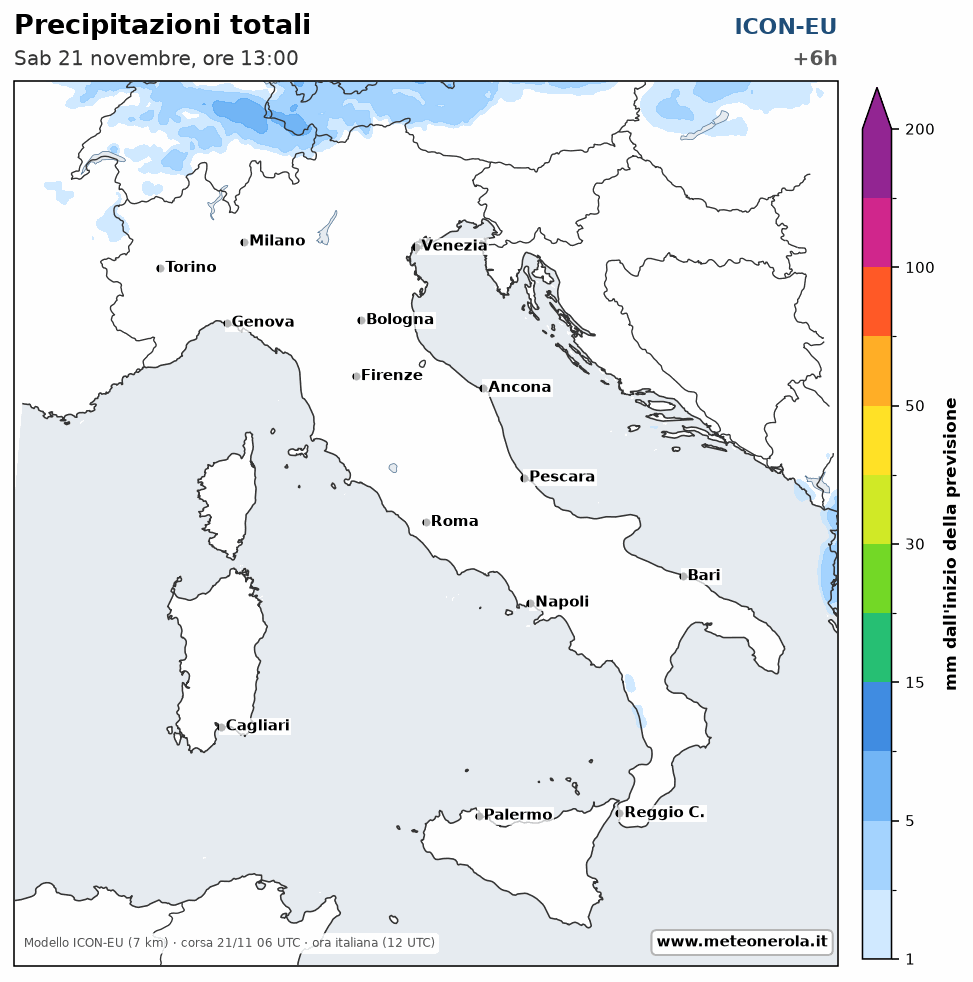 Precipitazioni totali
ICON-EU
Sab 21 novembre, ore 13:00
+6h
Milano
Venezia
Torino
Genova
Bologna
Firenze
Ancona
Pescara
Roma
Bari
Napoli
Cagliari
Palermo
Reggio C.
200
100
50
30
15
5
1
mm dall'inizio della previsione
Modello ICON-EU (7 km) · corsa 21/11 06 UTC · ora italiana (12 UTC)
www.meteonerola.it